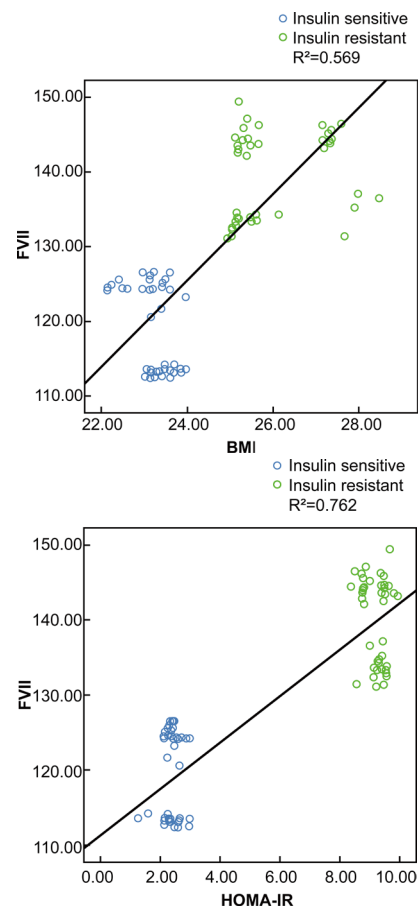 Insulin sensitive
Insulin resistant
R²=0.569
150.00
140.00
130.00
120.00
110.00
FVII
22.00 24.00 26.00 28.00
BMI
Insulin sensitive
Insulin resistant
R²=0.762
150.00
140.00
130.00
120.00
110.00
FVII
0.00 2.00 4.00 6.00 8.00 10.00
HOMA-IR